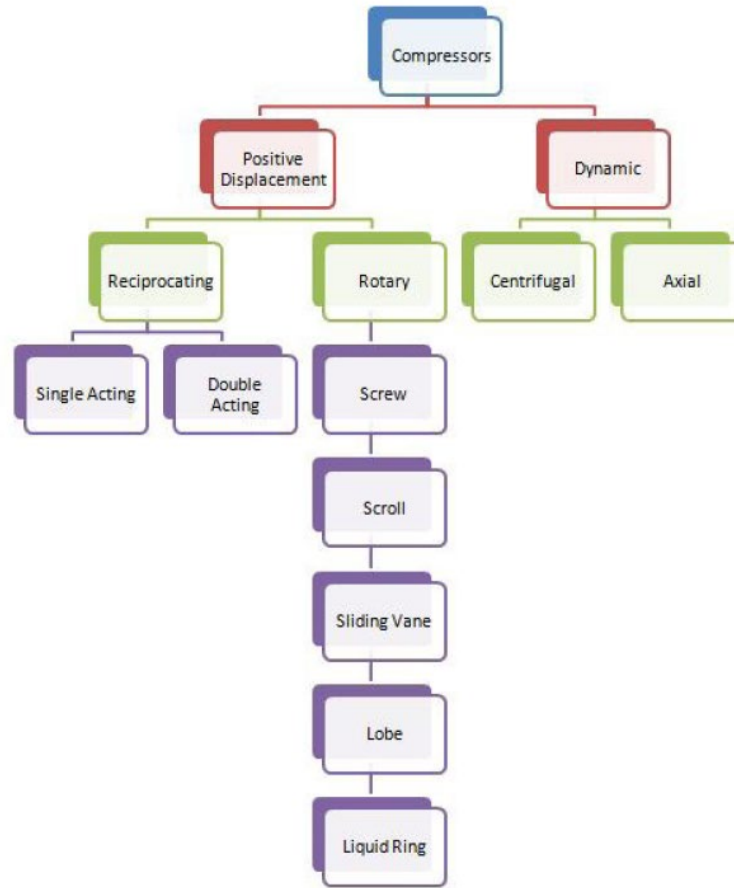 Compressors
Positive
Displacement
Dynamic
Reciprocating
Rotary
Centrifugal
Axial
Single Acting
Double
Acting
Screw
Scroll
Sliding Vane
Lobe
Liquid Ring